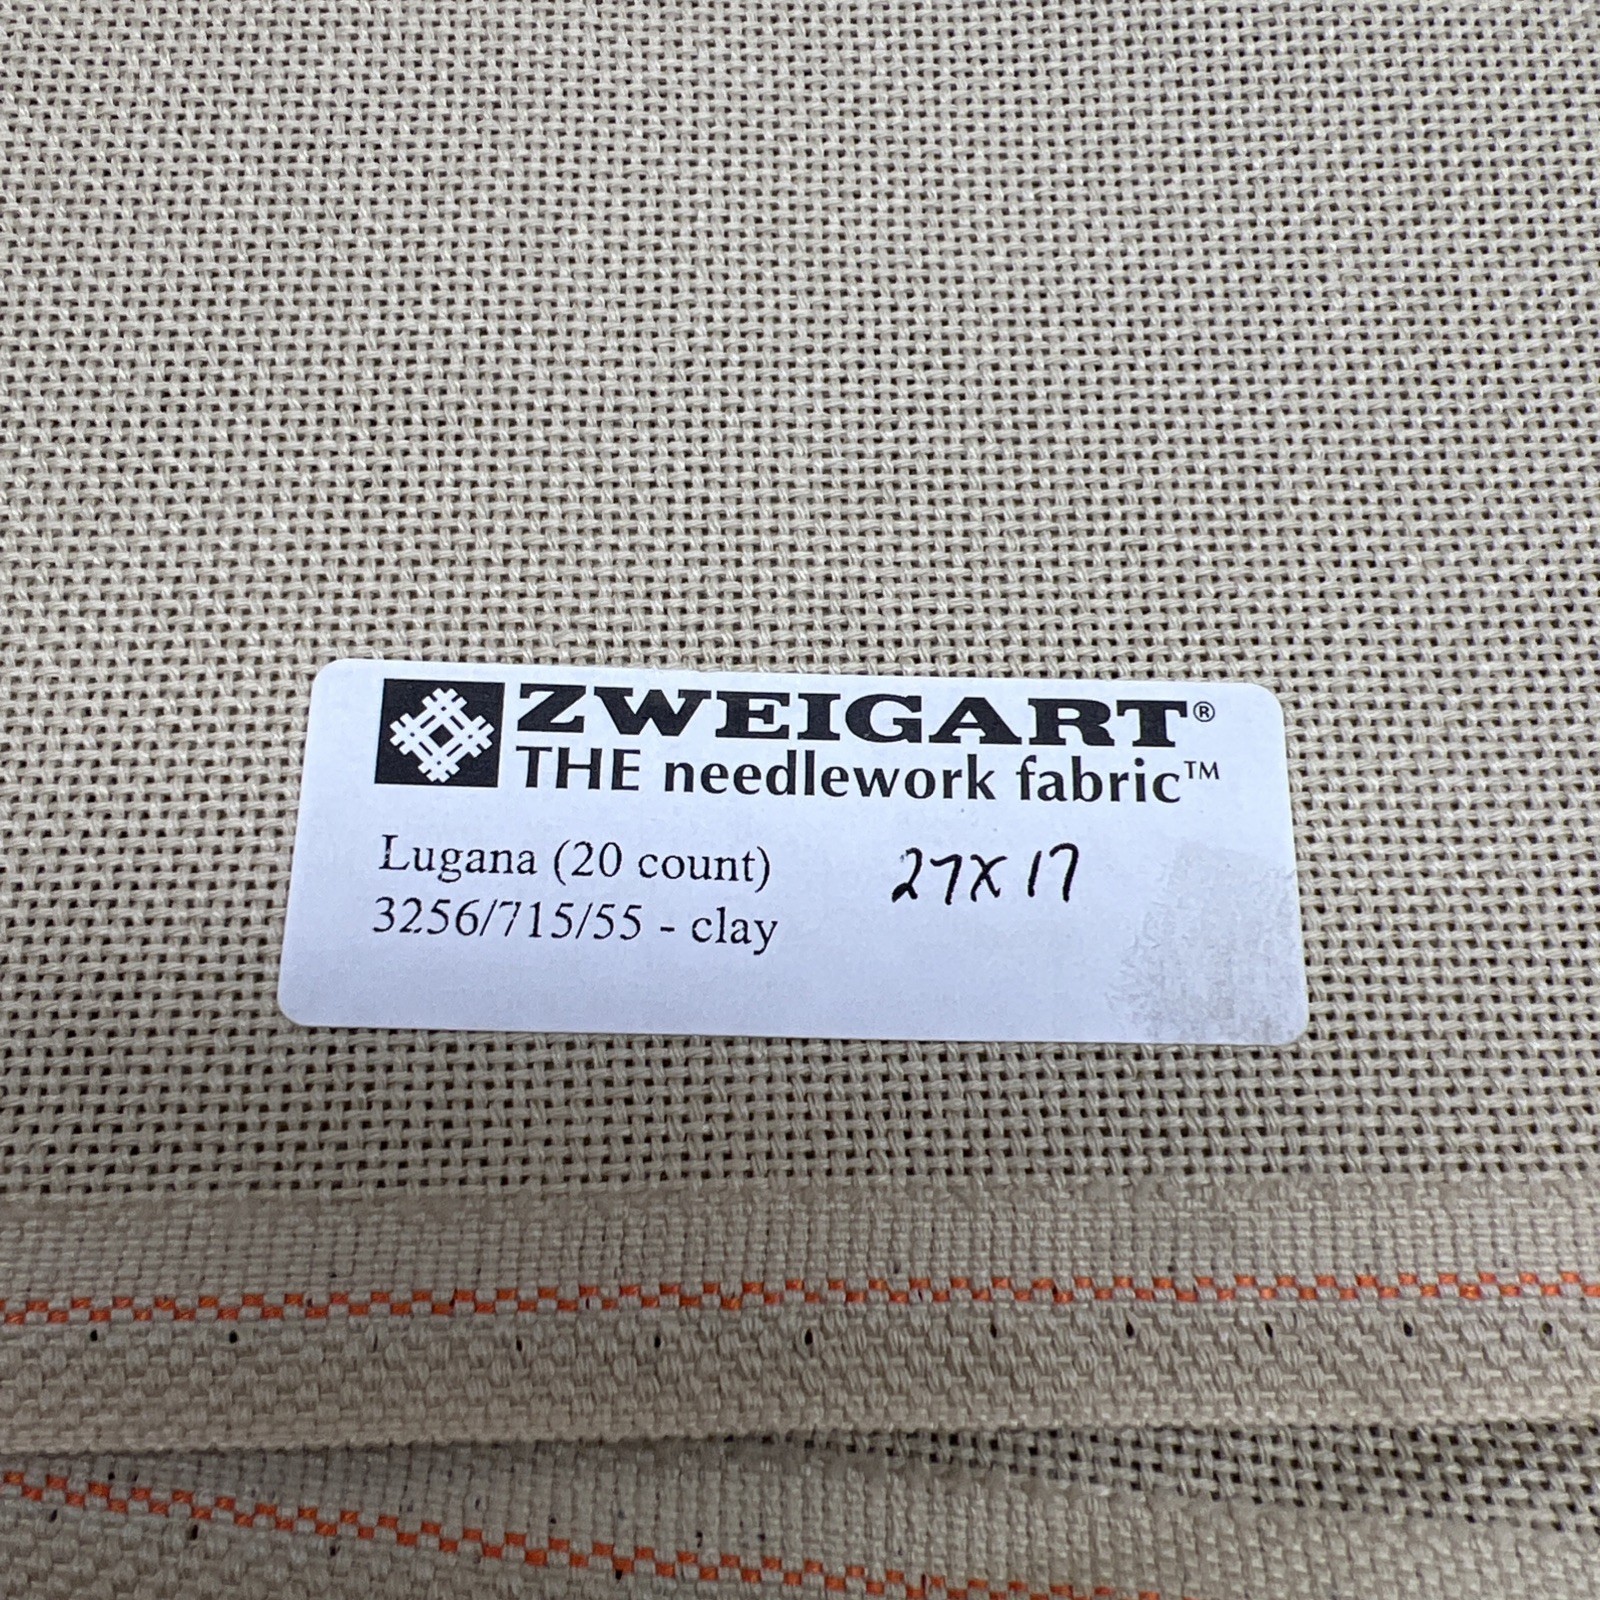 ZWEIGART®
THE needlework fabric™
Lugana (20 count) 27x17
3256/715/55 - clay